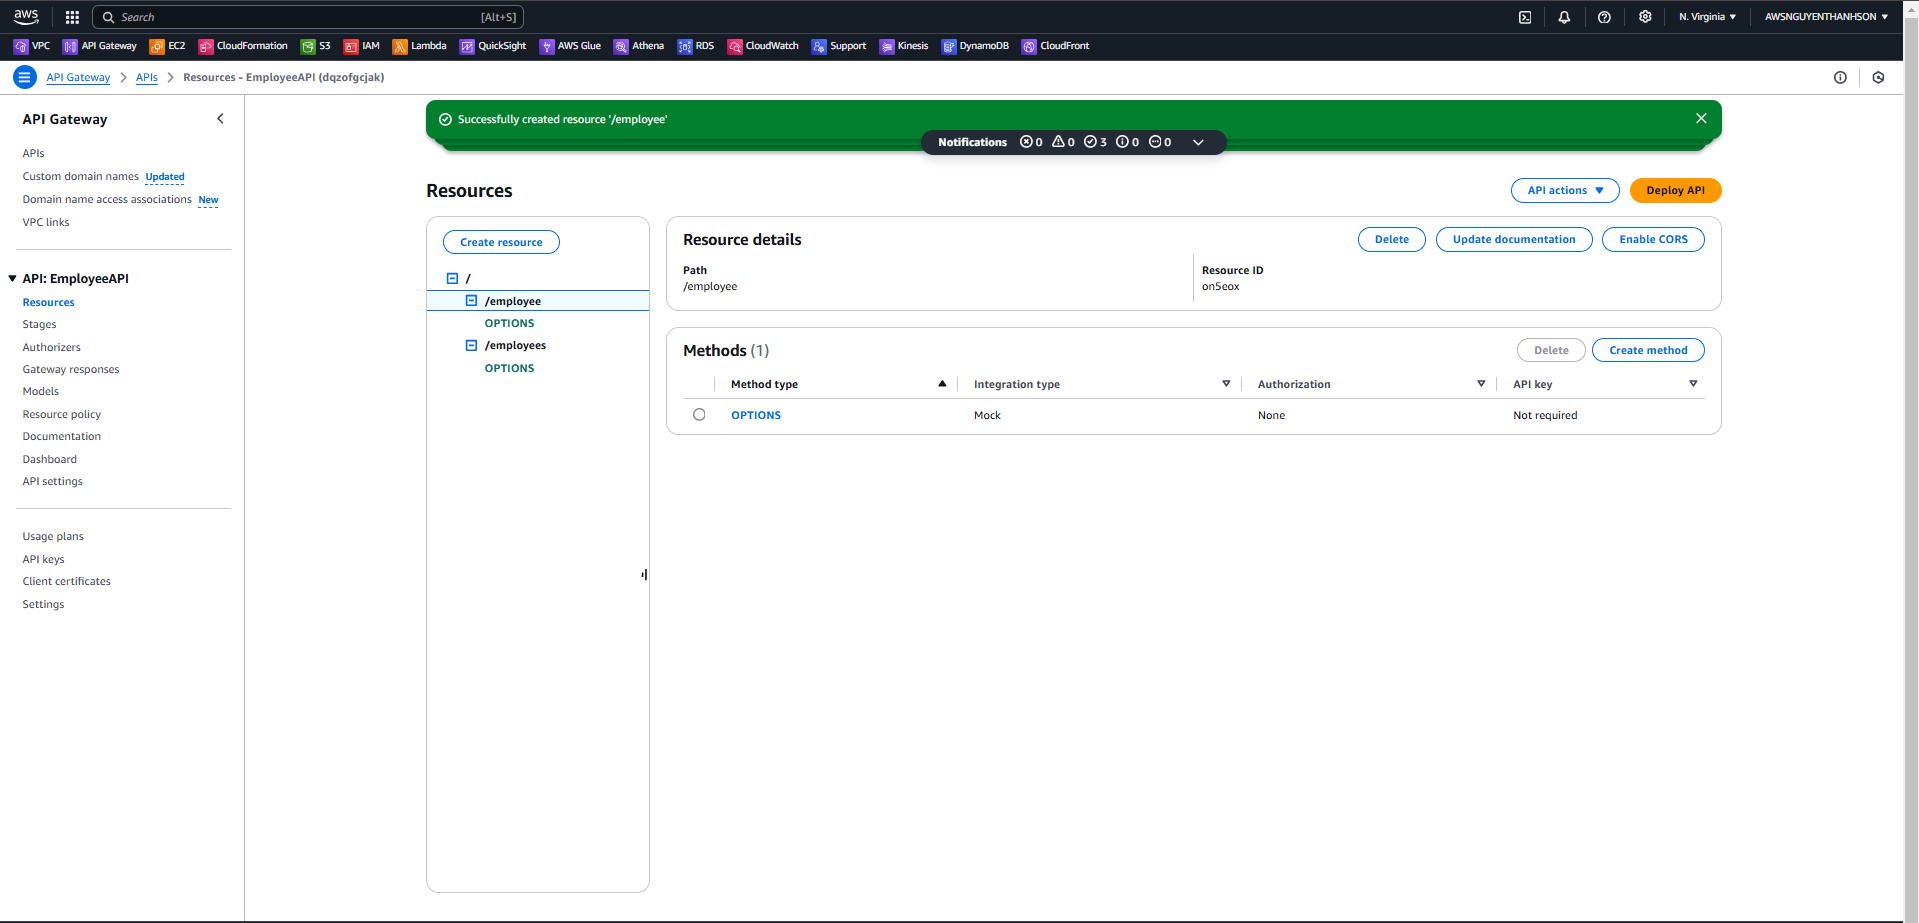 aws
Search [Alt+S]
N. Virginia AWSNGUYENTHANHSON
VPC API Gateway EC2 CloudFormation S3 IAM Lambda QuickSight AWS Glue Athena RDS CloudWatch Support Kinesis DynamoDB CloudFront
API Gateway APIs Resources - EmployeeAPI (dqzofgcjak)
API Gateway
APIs
Custom domain names Updated
Domain name access associations New
VPC links
API: EmployeeAPI
Resources
Stages
Authorizers
Gateway responses
Models
Resource policy
Documentation
Dashboard
API settings
Usage plans
API keys
Client certificates
Settings
Successfully created resource '/employee'
Notifications 0 0 3 0 0
Resources
API actions Deploy API
Create resource
/
/employee
OPTIONS
/employees
OPTIONS
Resource details
Delete Update documentation Enable CORS
Path
/employee
Resource ID
on5eox
Methods (1)
Delete Create method
Method type Integration type Authorization API key
OPTIONS Mock None Not required